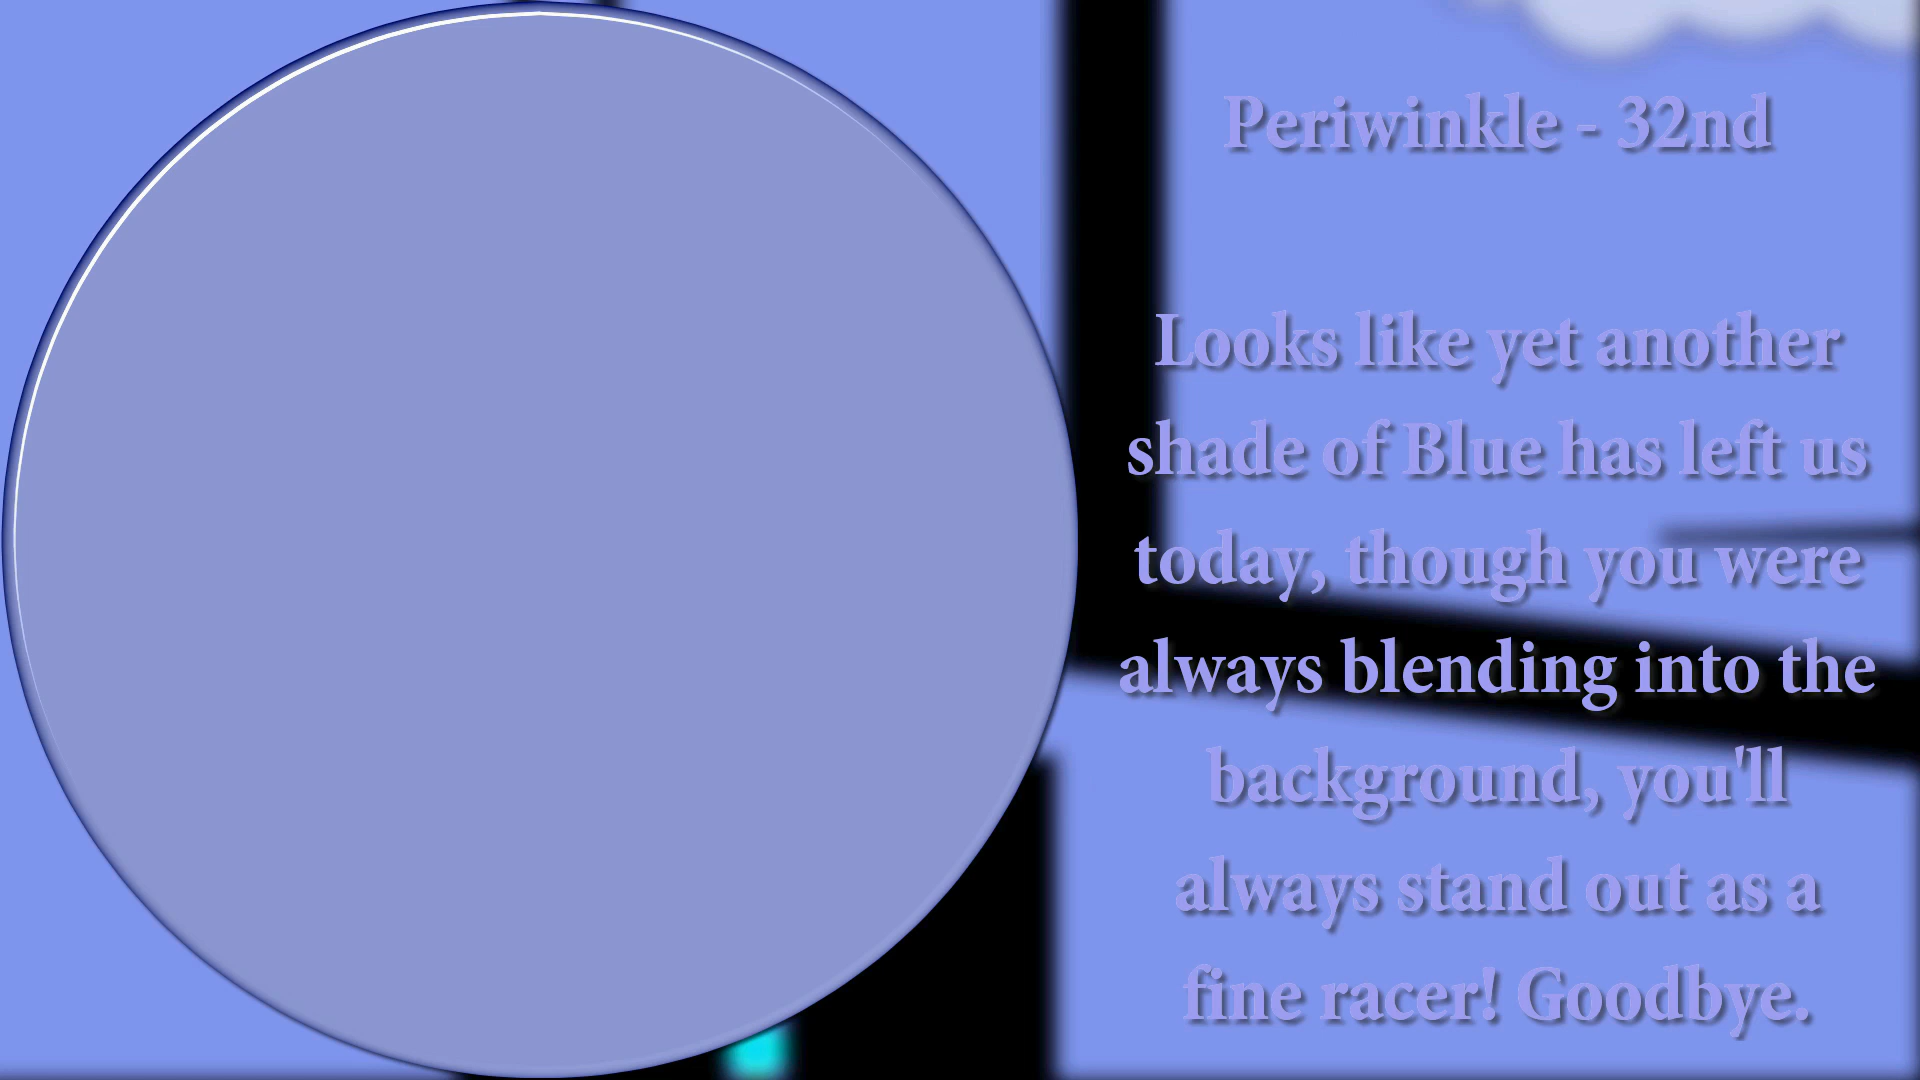 Periwinkle - 32nd
Looks like yet another
shade of Blue has left us
today, though you were
always blending into the
background, you'll
always stand out as a
fine racer! Goodbye.